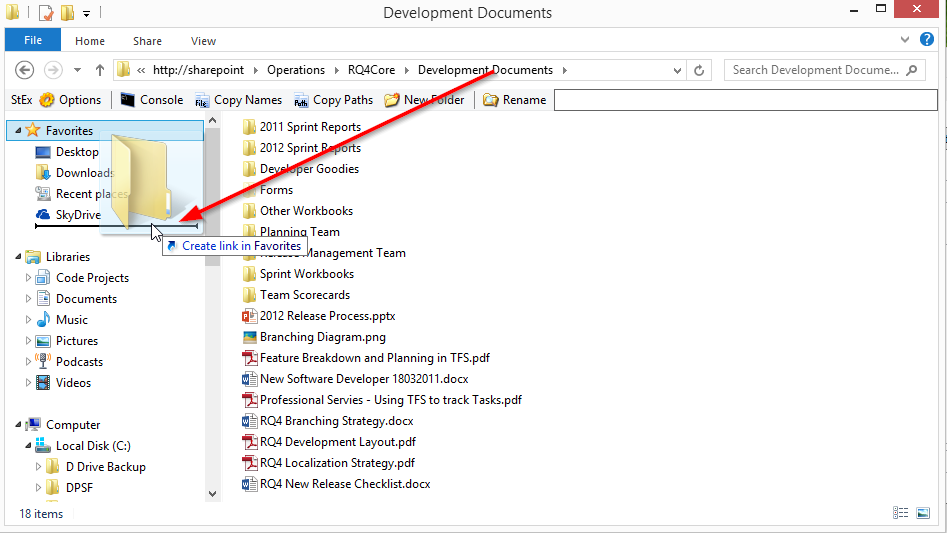 Development Documents
File Home Share View
« http://sharepoint Operations RQ4Core Development Documents Search Development Docume...
StEx Options Console Copy Names Copy Paths New Folder Rename
Favorites
Desktop
Downloads
Recent places
SkyDrive
Create link in Favorites
Libraries
Code Projects
Documents
Music
Pictures
Podcasts
Videos
Computer
Local Disk (C:)
D Drive Backup
DPSF
2011 Sprint Reports
2012 Sprint Reports
Developer Goodies
Forms
Other Workbooks
Planning Team
Release Management Team
Sprint Workbooks
Team Scorecards
2012 Release Process.pptx
Branching Diagram.png
Feature Breakdown and Planning in TFS.pdf
New Software Developer 18032011.docx
Professional Servies - Using TFS to track Tasks.pdf
RQ4 Branching Strategy.docx
RQ4 Development Layout.pdf
RQ4 Localization Strategy.pdf
RQ4 New Release Checklist.docx
18 items